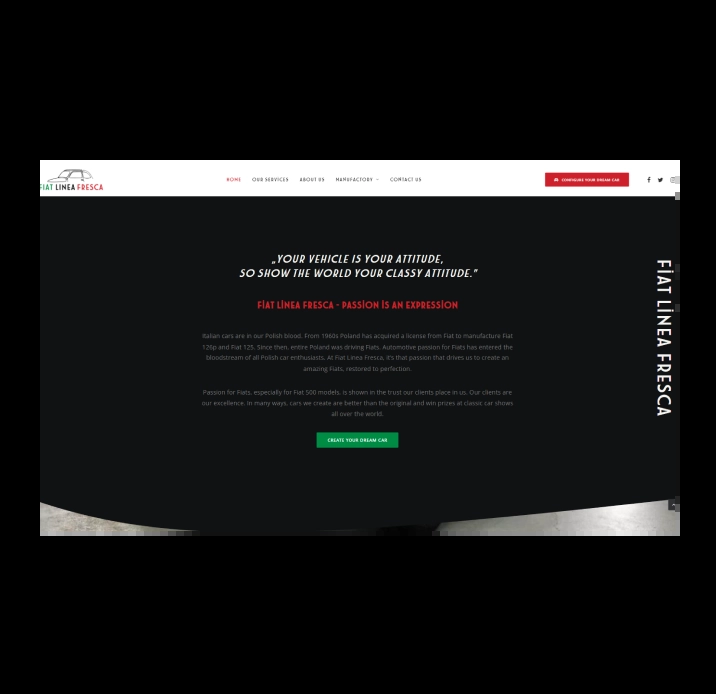 FIAT LINEA FRESCA
HOME OUR SERVICES ABOUT US MANUFACTORY CONTACT US
CONFIGURE YOUR DREAM CAR
„YOUR VEHICLE IS YOUR ATTITUDE,
SO SHOW THE WORLD YOUR CLASSY ATTITUDE.”
FIAT LINEA FRESCA - PASSION IS AN EXPRESSION
Italian cars are in our Polish blood. From 1960s Poland has acquired a license from Fiat to manufacture Fiat
126p and Fiat 125. Since then, entire Poland was driving Fiats. Automotive passion for Fiats has entered the
bloodstream of all Polish car enthusiasts. At Fiat Linea Fresca, it's that passion that drives us to create an
amazing Fiats, restored to perfection.
Passion for Fiats, especially for Fiat 500 models, is shown in the trust our clients place in us. Our clients are
our excellence. In many ways, cars we create are better than the original and win prizes at classic car shows
all over the world.
CREATE YOUR DREAM CAR
FIAT LINEA FRESCA